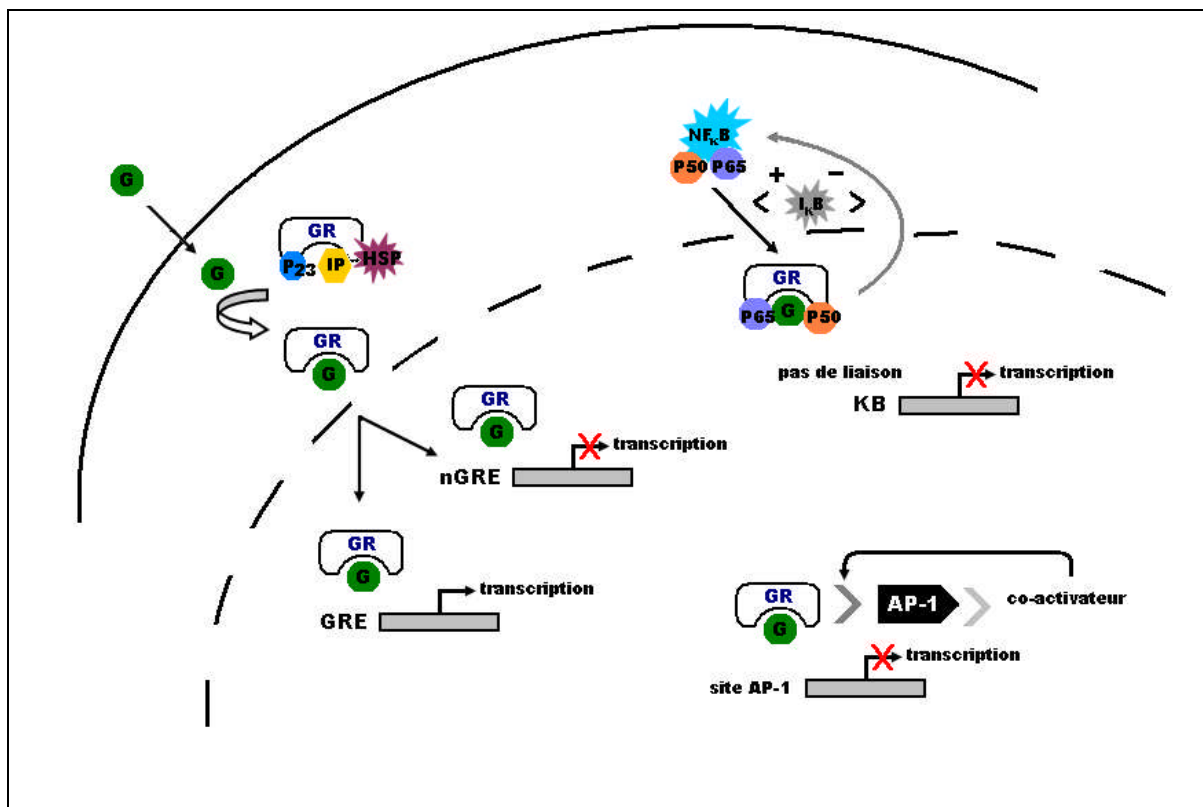 NFκB
P50 P65
G
+ -
< IκB >
GR
P23 IP HSP
G
GR
P65 G P50
GR
G
pas de liaison
transcription
KB
GR
G
transcription
nGRE
GR
G
transcription
GRE
GR
G
AP-1
co-activateur
transcription
site AP-1